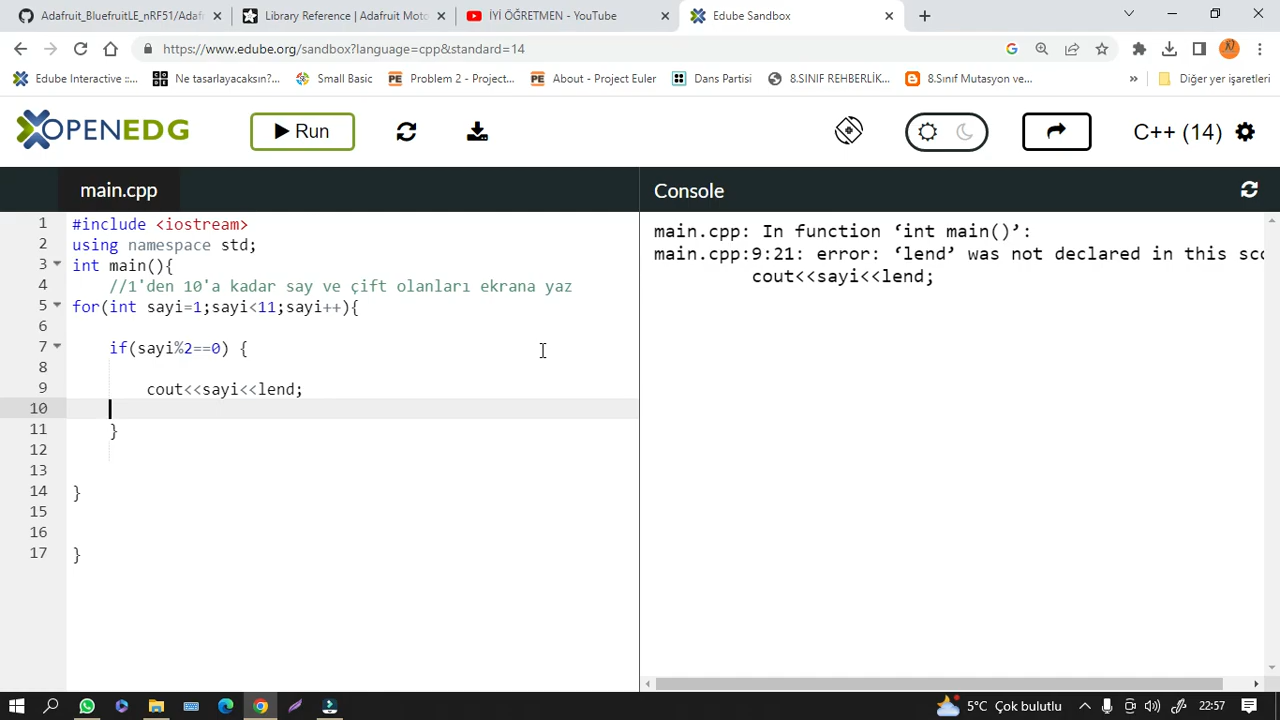 Adafruit_BluefruitLE_nRF51/Adafr
Library Reference | Adafruit Moto
İYİ ÖĞRETMEN - YouTube
Edube Sandbox
https://www.edube.org/sandbox?language=cpp&standard=14
Edube Interactive ::...
Ne tasarlayacaksın?...
Small Basic
Problem 2 - Project...
About - Project Euler
Dans Partisi
8.SINIF REHBERLİK...
8.Sınıf Mutasyon ve...
Diğer yer işaretleri
OPENEDG
Run
C++ (14)
main.cpp
Console
1 #include <iostream>
2 using namespace std;
3 int main(){
4 //1'den 10'a kadar say ve çift olanları ekrana yaz
5 for(int sayi=1;sayi<11;sayi++){
6
7 if(sayi%2==0) {
8
9 cout<<sayi<<lend;
10
11 }
12
13
14 }
15
16
17 }
main.cpp: In function ‘int main()’:
main.cpp:9:21: error: ‘lend’ was not declared in this sco
cout<<sayi<<lend;
5°C Çok bulutlu
22:57